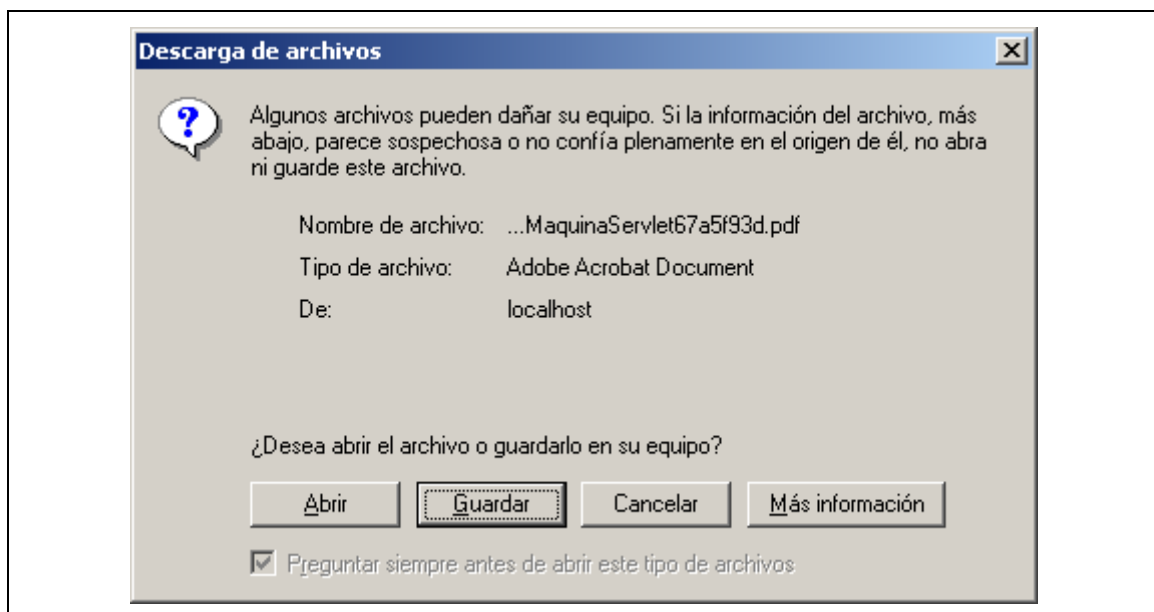 Descarga de archivos
Algunos archivos pueden dañar su equipo. Si la información del archivo, más
abajo, parece sospechosa o no confía plenamente en el origen de él, no abra
ni guarde este archivo.
Nombre de archivo: ...MaquinaServlet67a5f93d.pdf
Tipo de archivo: Adobe Acrobat Document
De: localhost
¿Desea abrir el archivo o guardarlo en su equipo?
Abrir Guardar Cancelar Más información
Preguntar siempre antes de abrir este tipo de archivos